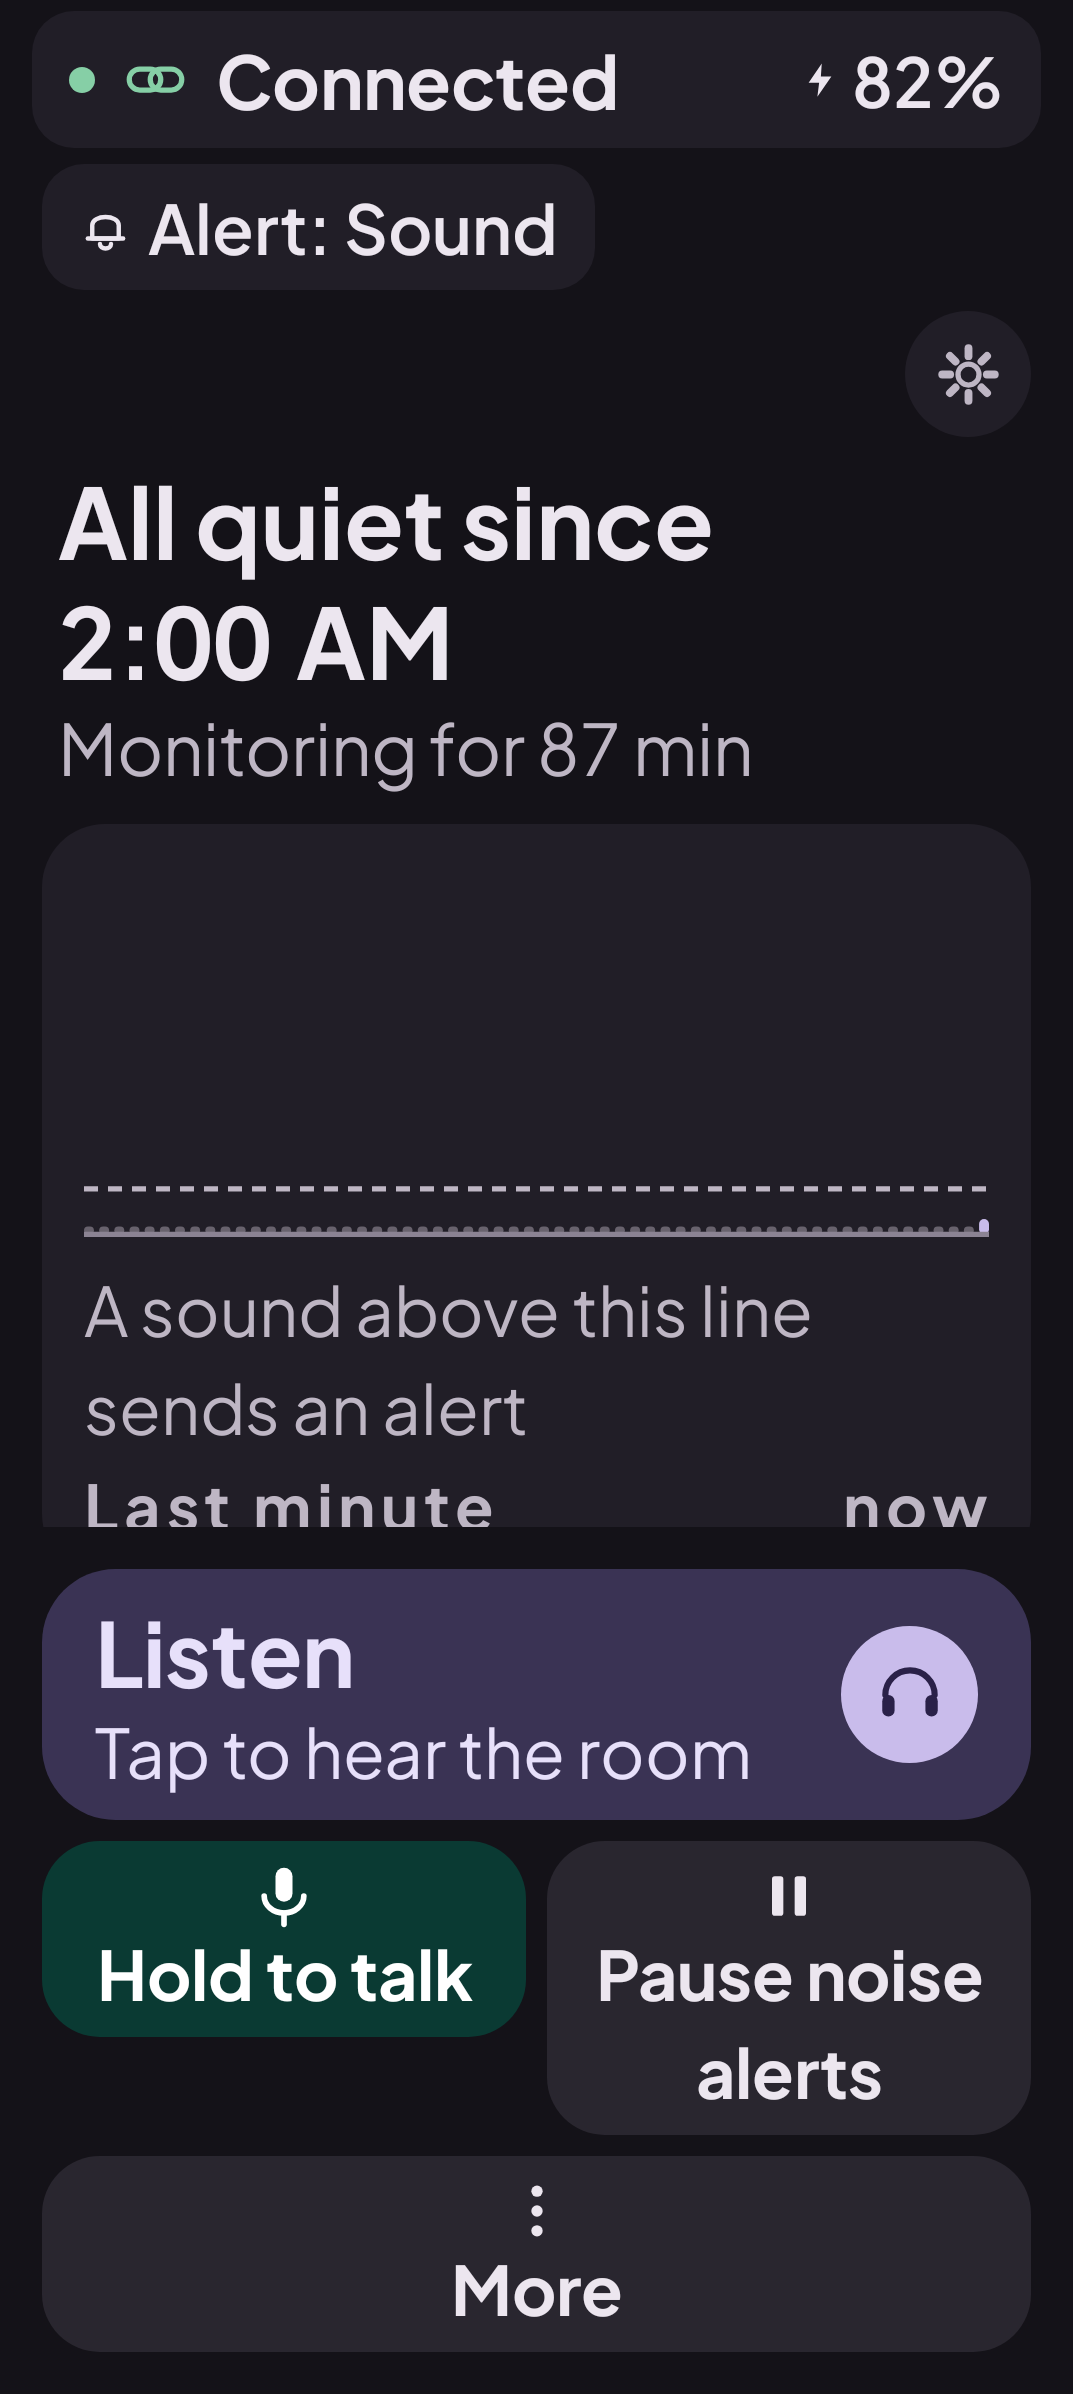 Connected 82%
Alert: Sound
All quiet since
2:00 AM
Monitoring for 87 min
A sound above this line
sends an alert
Last minute now
Listen
Tap to hear the room
Hold to talk
Pause noise
alerts
More